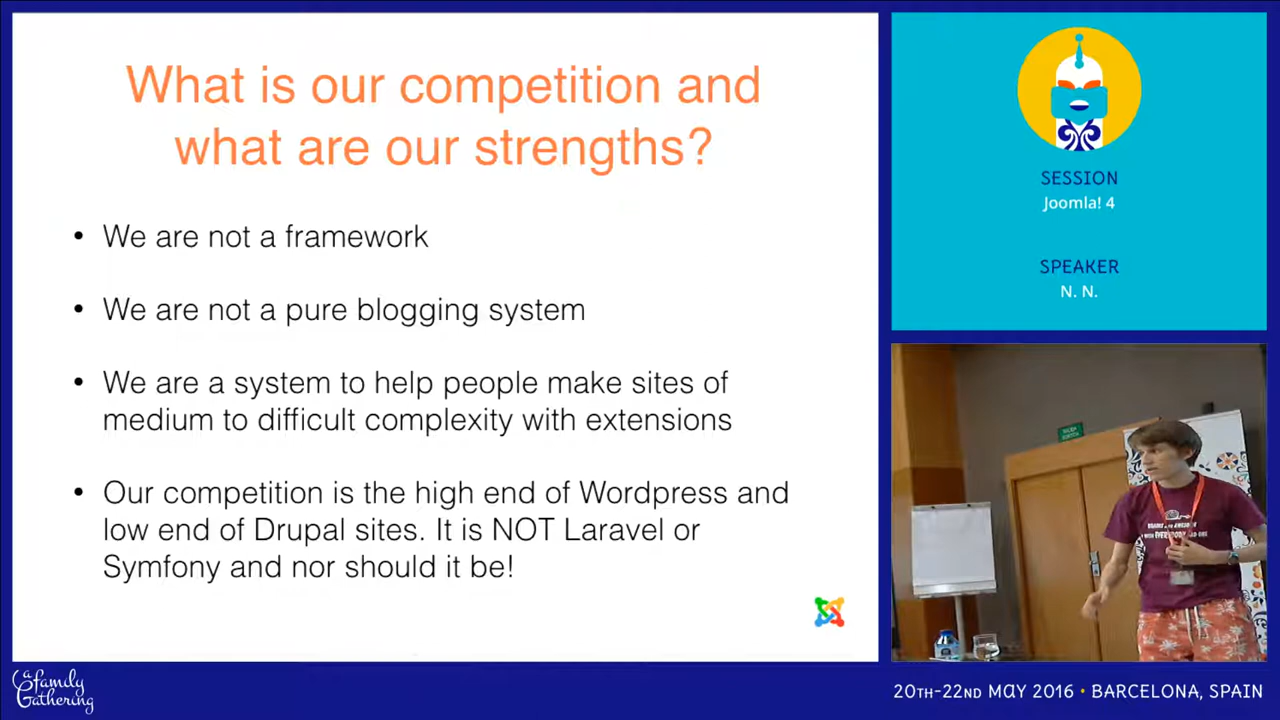 What is our competition and
what are our strengths?
• We are not a framework
• We are not a pure blogging system
• We are a system to help people make sites of
medium to difficult complexity with extensions
• Our competition is the high end of Wordpress and
low end of Drupal sites. It is NOT Laravel or
Symfony and nor should it be!
SESSION
Joomla! 4
SPEAKER
N. N.
a family
Gathering
20TH-22ND MAY 2016 • BARCELONA, SPAIN